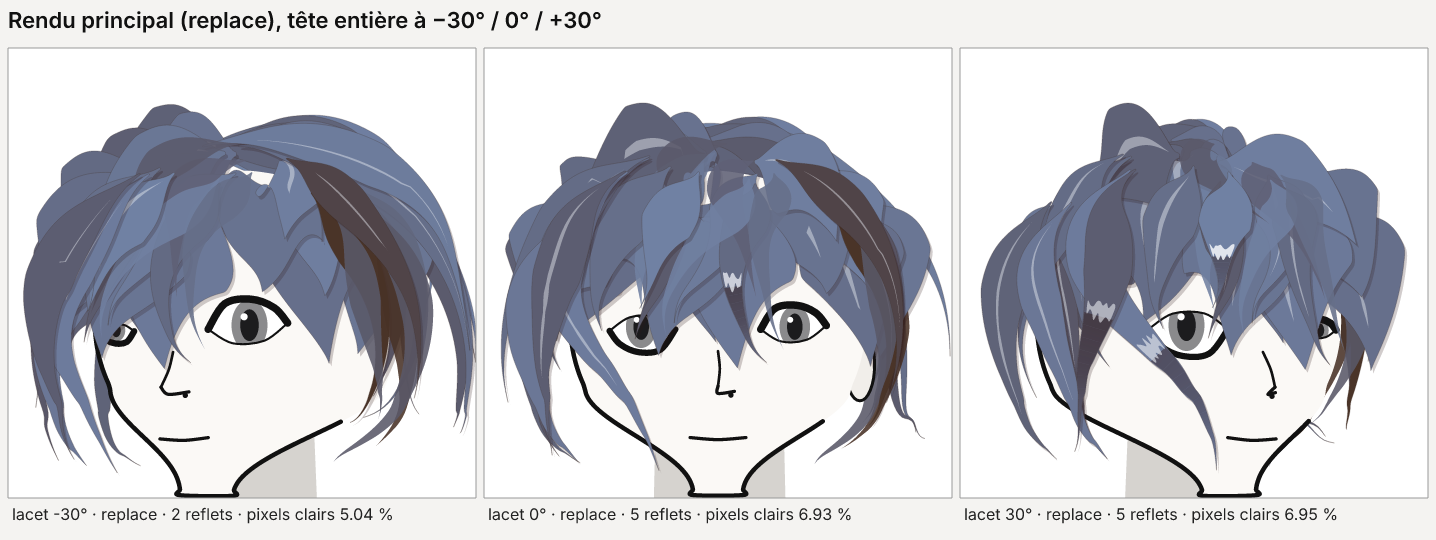 Rendu principal (replace), tête entière à −30° / 0° / +30°
lacet -30° · replace · 2 reflets · pixels clairs 5.04 %
lacet 0° · replace · 5 reflets · pixels clairs 6.93 %
lacet 30° · replace · 5 reflets · pixels clairs 6.95 %